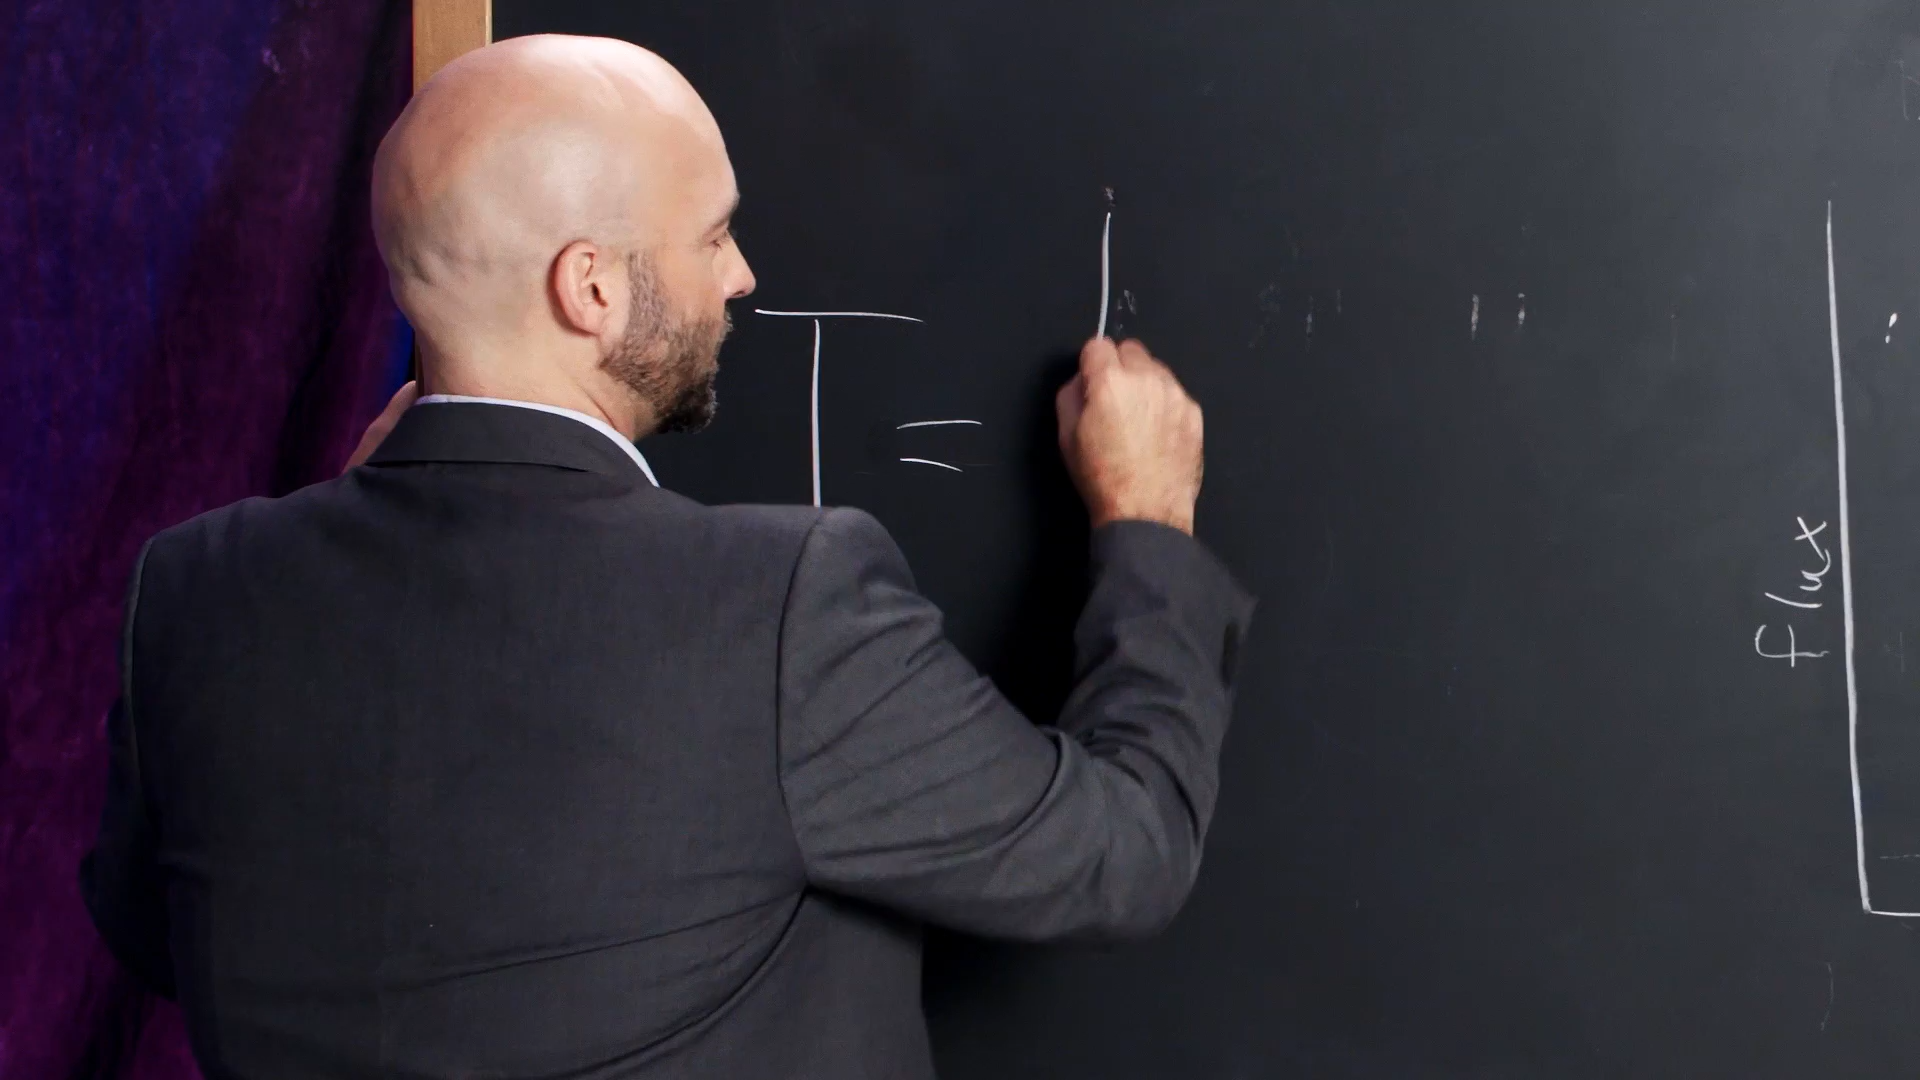 T =
flux